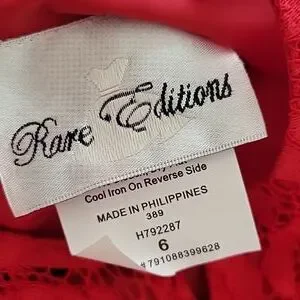 Rare Editions
Cool Iron On Reverse Side
MADE IN PHILIPPINES
389
H792287
6
#791088399628